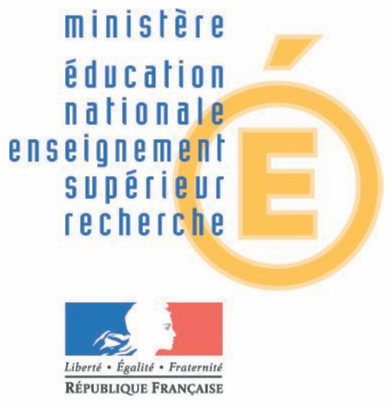 ministère
éducation
nationale
enseignement
supérieur
recherche
É
Liberté • Égalité • Fraternité
RÉPUBLIQUE FRANÇAISE